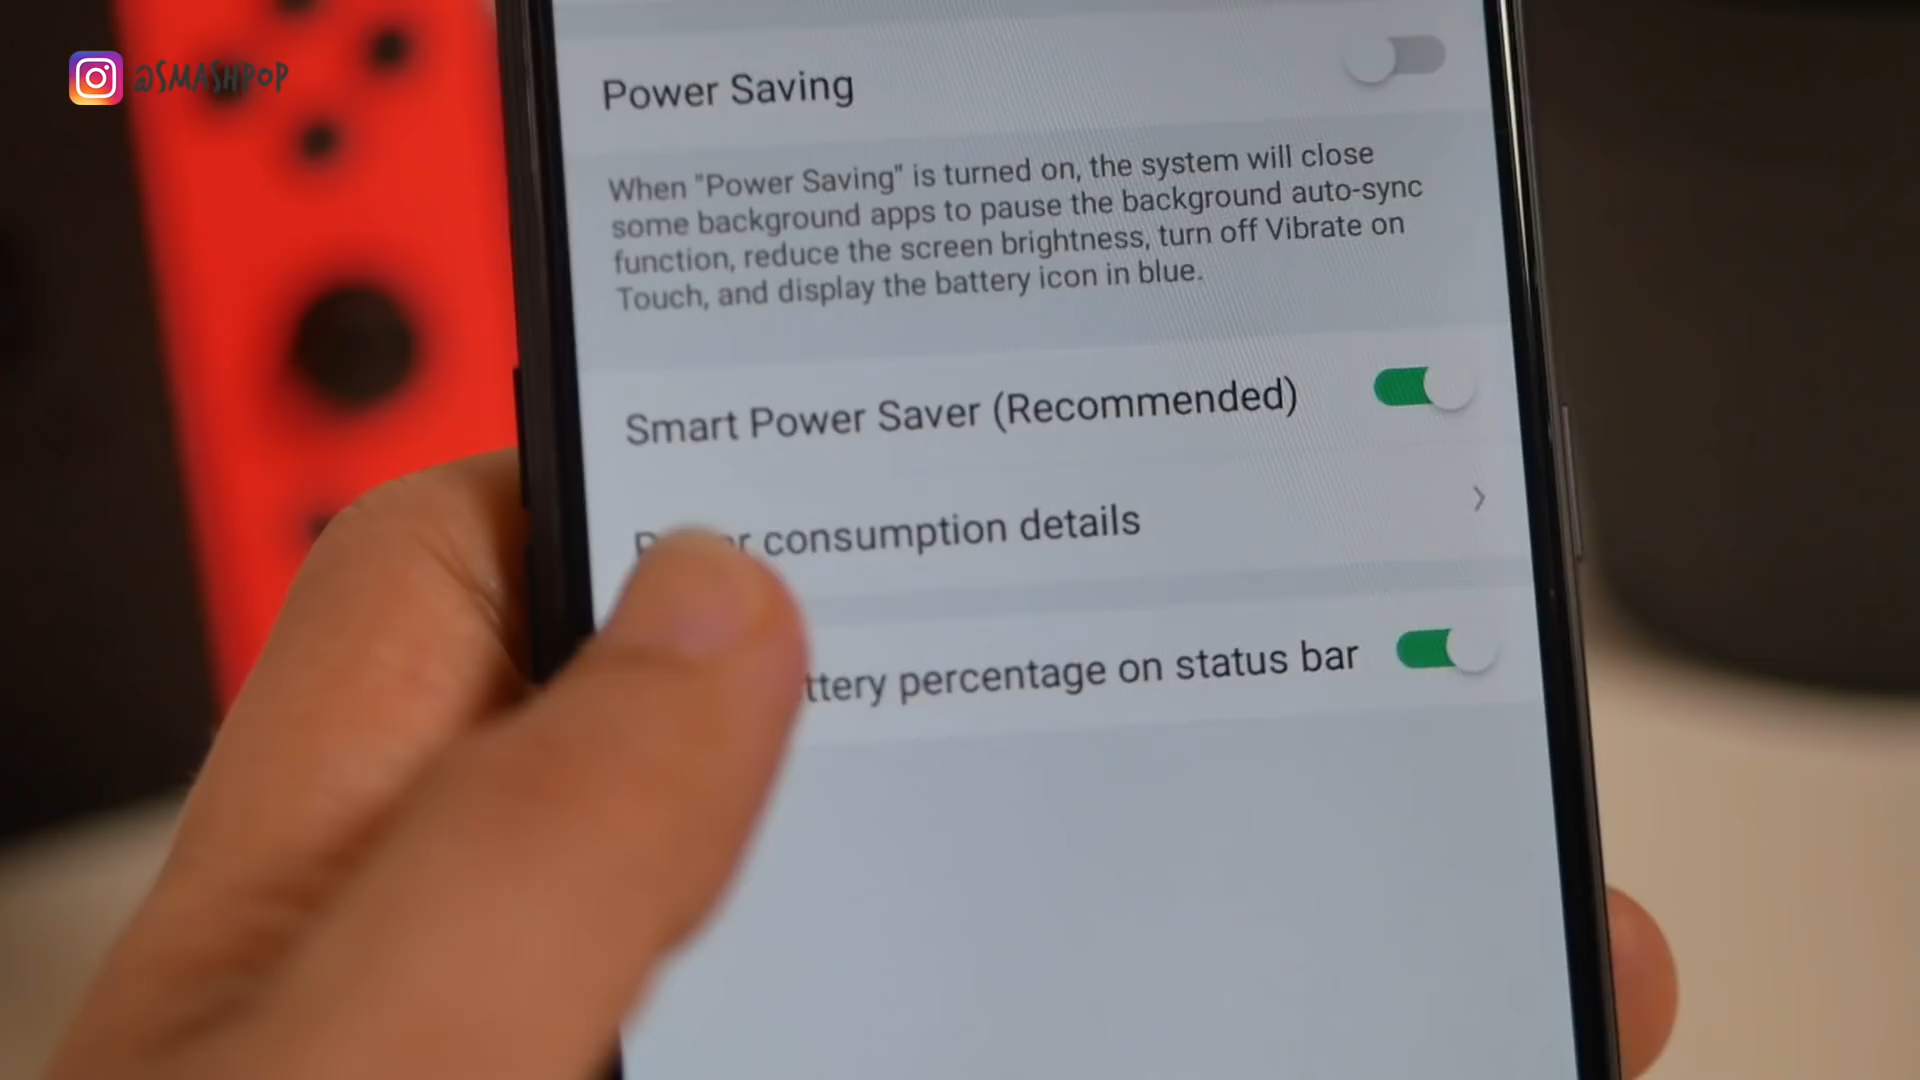 @SMASHPOP
Power Saving
When "Power Saving" is turned on, the system will close
some background apps to pause the background auto-sync
function, reduce the screen brightness, turn off Vibrate on
Touch, and display the battery icon in blue.
Smart Power Saver (Recommended)
consumption details
percentage on status bar